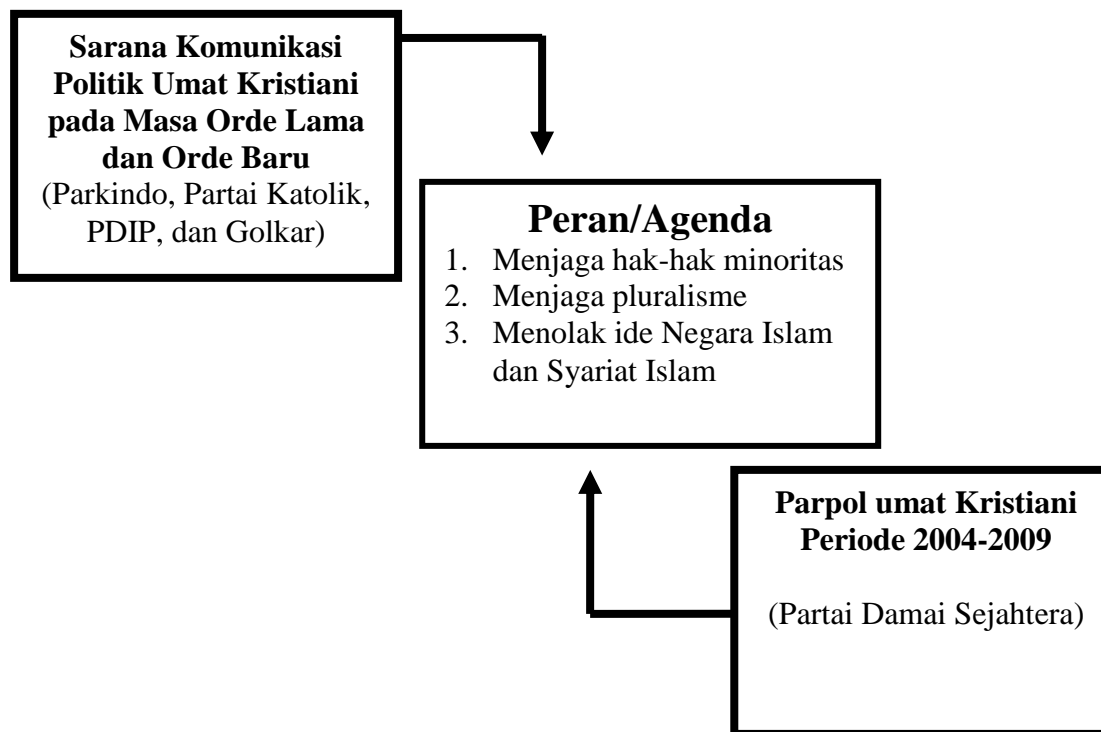 Sarana Komunikasi
Politik Umat Kristiani
pada Masa Orde Lama
dan Orde Baru
(Parkindo, Partai Katolik,
PDIP, dan Golkar)
Peran/Agenda
1. Menjaga hak-hak minoritas
2. Menjaga pluralisme
3. Menolak ide Negara Islam
dan Syariat Islam
Parpol umat Kristiani
Periode 2004-2009
(Partai Damai Sejahtera)